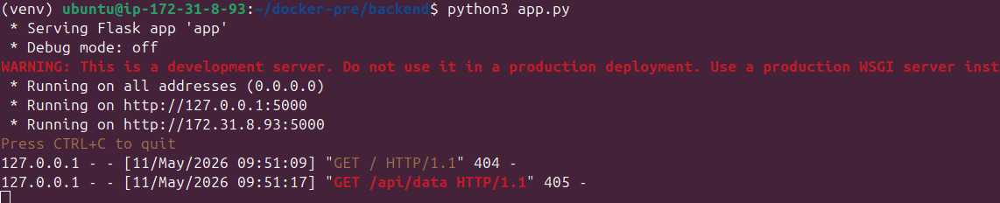 (venv) ubuntu@ip-172-31-8-93:~/docker-pre/backend$ python3 app.py
 * Serving Flask app 'app'
 * Debug mode: off
WARNING: This is a development server. Do not use it in a production deployment. Use a production WSGI server inst
 * Running on all addresses (0.0.0.0)
 * Running on http://127.0.0.1:5000
 * Running on http://172.31.8.93:5000
Press CTRL+C to quit
127.0.0.1 - - [11/May/2026 09:51:09] "GET / HTTP/1.1" 404 -
127.0.0.1 - - [11/May/2026 09:51:17] "GET /api/data HTTP/1.1" 405 -